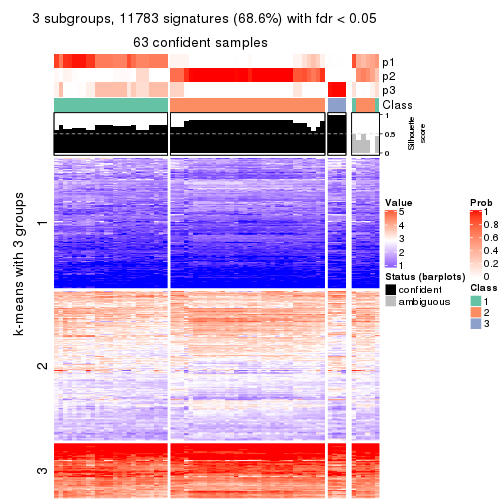 3 subgroups, 11783 signatures (68.6%) with fdr < 0.05
63 confident samples
p1
p2
p3
Class
1
0.5
0
Silhouette
score
k-means with 3 groups
1
2
3
Value
5
4
3
2
1
Status (barplots)
confident
ambiguous
Prob
1
0.8
0.6
0.4
0.2
0
Class
1
2
3